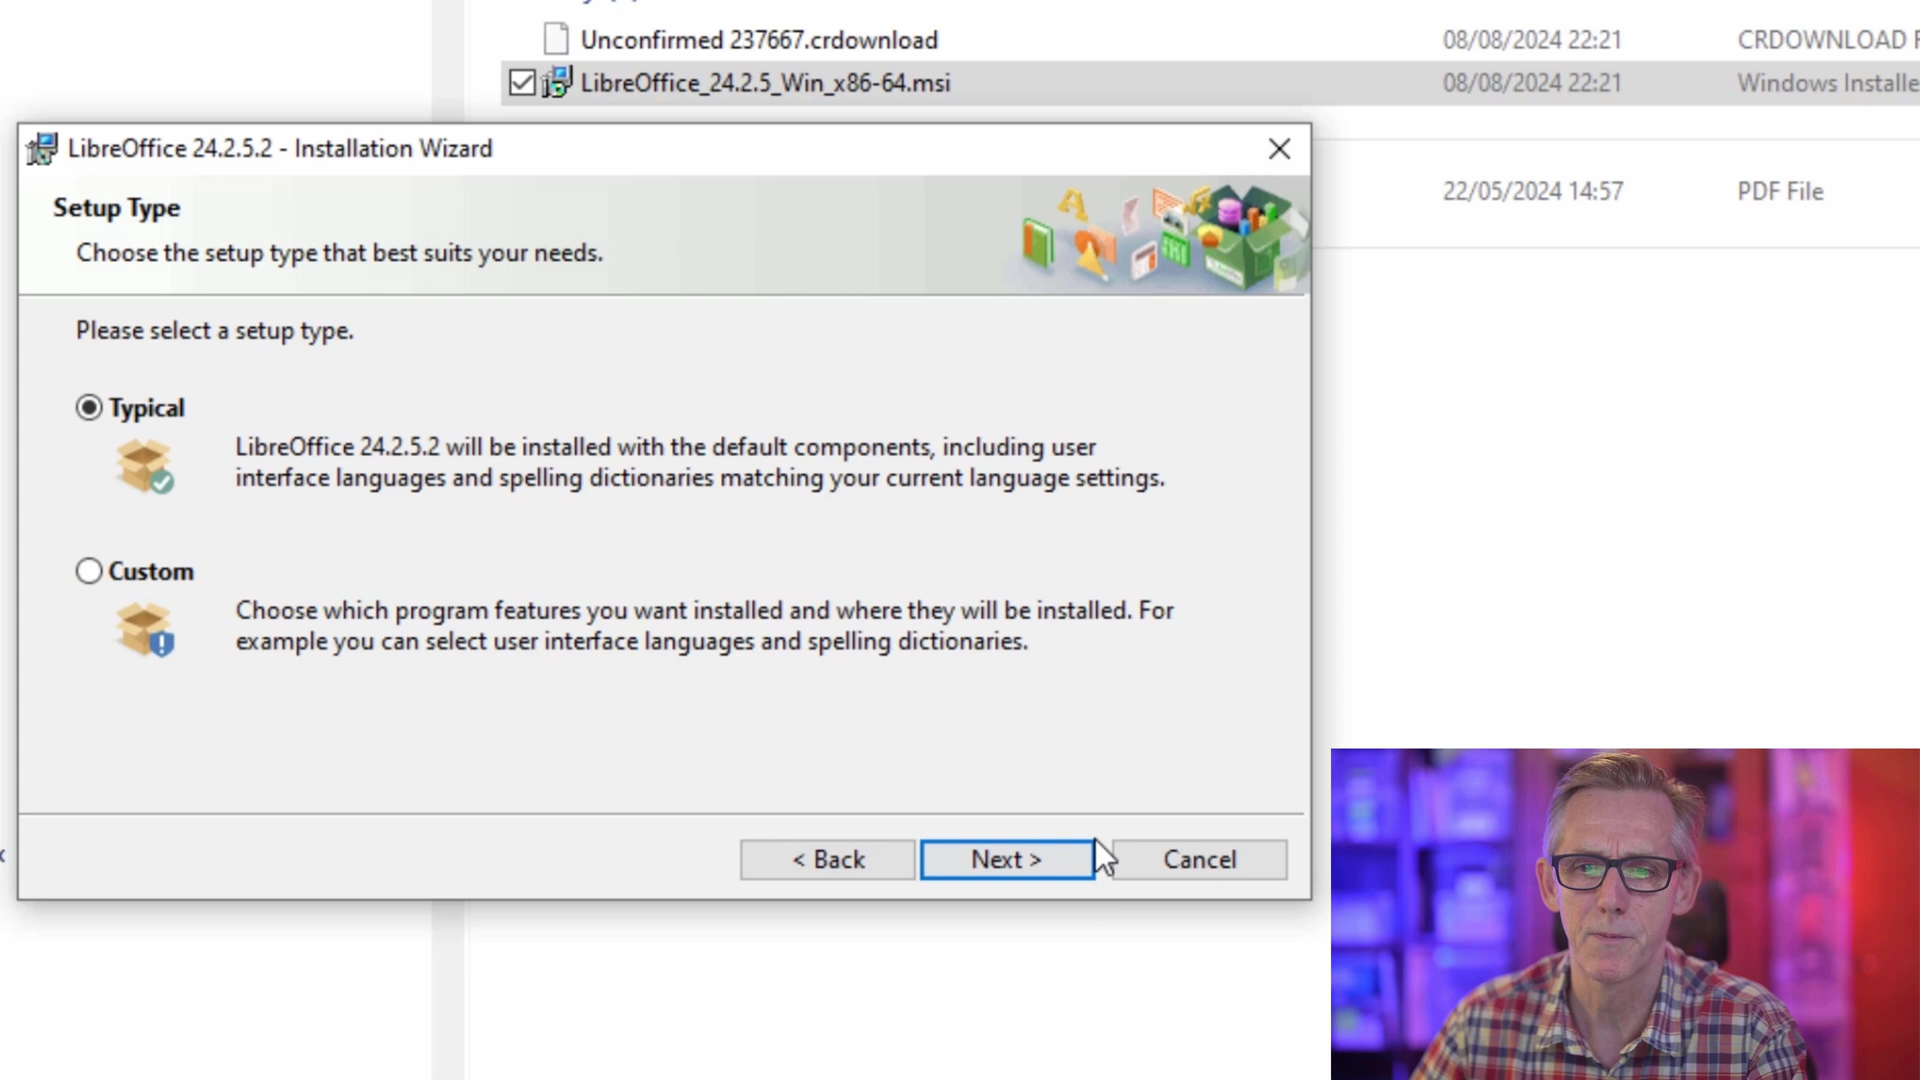 Unconfirmed 237667.crdownload 08/08/2024 22:21 CRDOWNLOAD F
LibreOffice_24.2.5_Win_x86-64.msi 08/08/2024 22:21 Windows Installe
LibreOffice 24.2.5.2 - Installation Wizard
Setup Type
22/05/2024 14:57 PDF File
Choose the setup type that best suits your needs.
Please select a setup type.
Typical
LibreOffice 24.2.5.2 will be installed with the default components, including user
interface languages and spelling dictionaries matching your current language settings.
Custom
Choose which program features you want installed and where they will be installed. For
example you can select user interface languages and spelling dictionaries.
< Back
Next >
Cancel